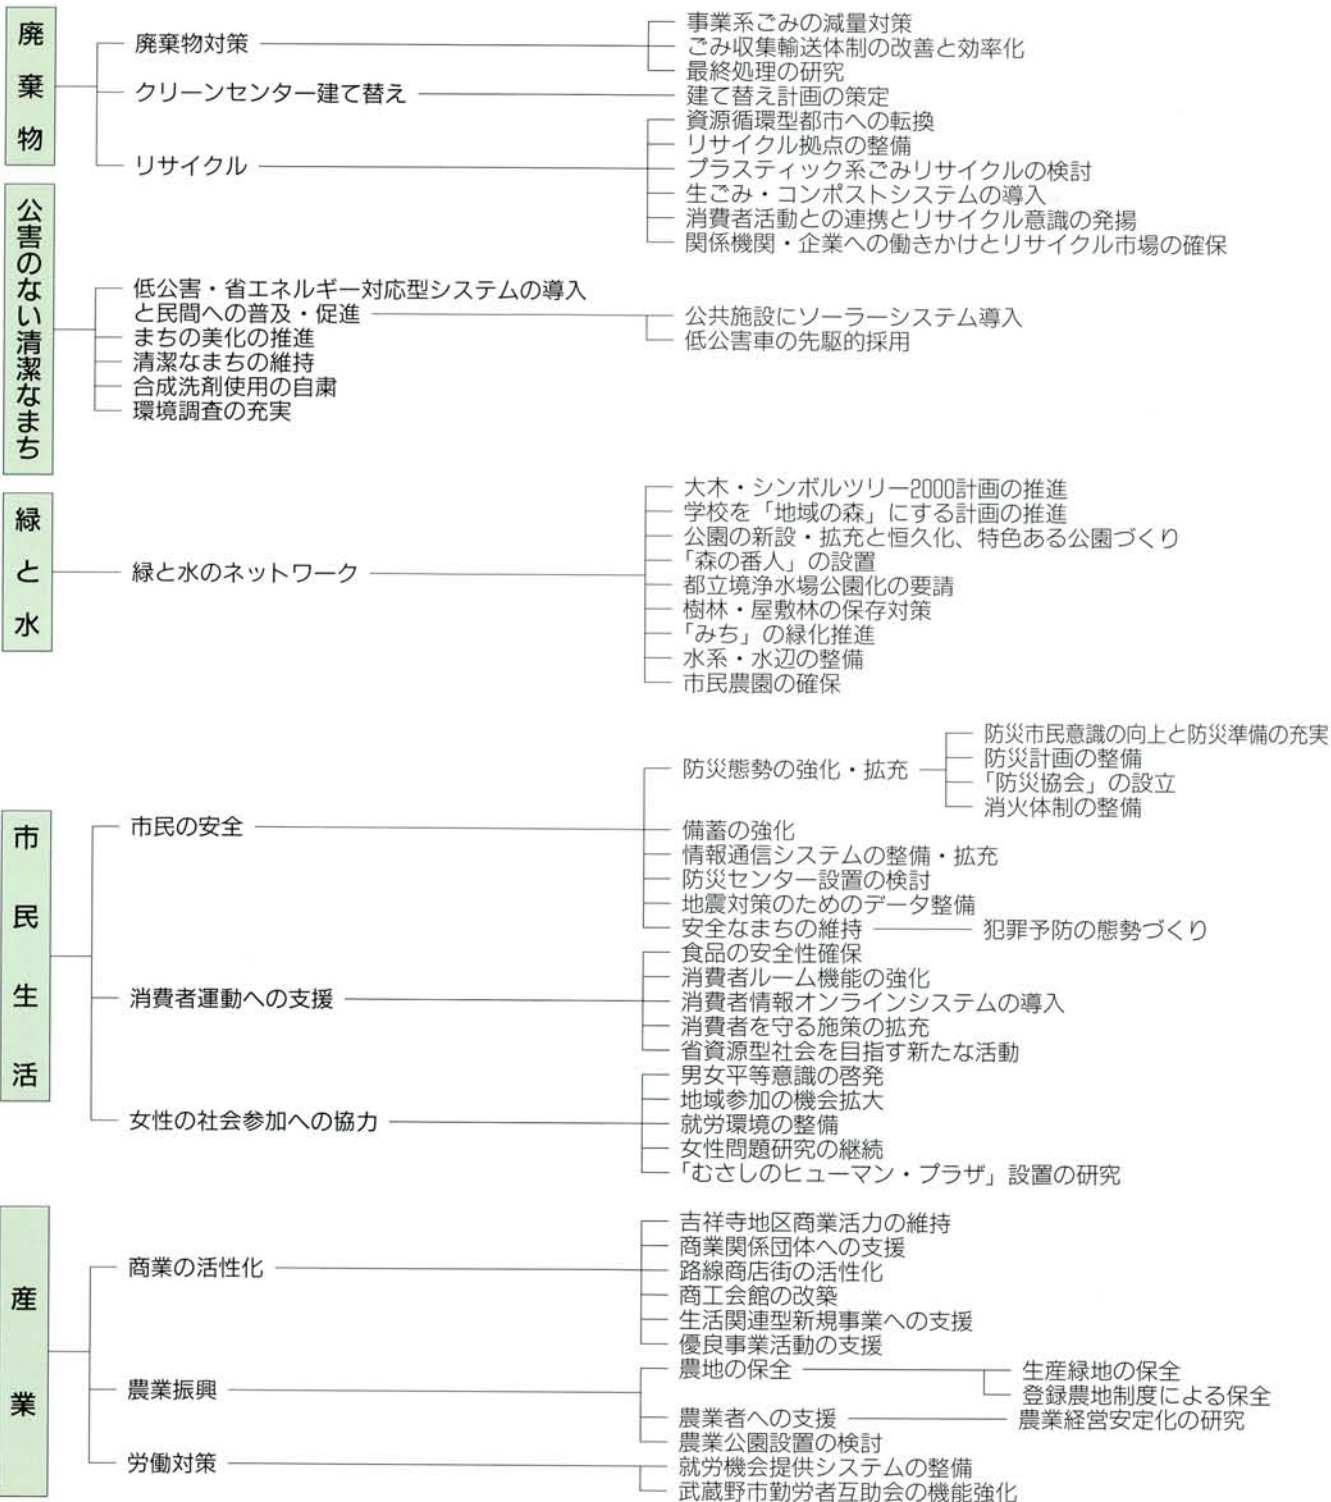 廃棄物
廃棄物対策
事業系ごみの減量対策
ごみ収集輸送体制の改善と効率化
最終処理の研究
クリーンセンター建て替え
建て替え計画の策定
リサイクル
資源循環型都市への転換
リサイクル拠点の整備
プラスティック系ごみリサイクルの検討
生ごみ・コンポストシステムの導入
消費者活動との連携とリサイクル意識の発揚
関係機関・企業への働きかけとリサイクル市場の確保
公害のない清潔なまち
低公害・省エネルギー対応型システムの導入
と民間への普及・促進
公共施設にソーラーシステム導入
低公害車の先駆的採用
まちの美化の推進
清潔なまちの維持
合成洗剤使用の自粛
環境調査の充実
緑と水
緑と水のネットワーク
大木・シンボルツリー2000計画の推進
学校を「地域の森」にする計画の推進
公園の新設・拡充と恒久化、特色ある公園づくり
「森の番人」の設置
都立境浄水場公園化の要請
樹林・屋敷林の保存対策
「みち」の緑化推進
水系・水辺の整備
市民農園の確保
市民生活
市民の安全
防災態勢の強化・拡充
防災市民意識の向上と防災準備の充実
防災計画の整備
「防災協会」の設立
消火体制の整備
備蓄の強化
情報通信システムの整備・拡充
防災センター設置の検討
地震対策のためのデータ整備
安全なまちの維持
犯罪予防の態勢づくり
消費者運動への支援
食品の安全性確保
消費者ルーム機能の強化
消費者情報オンラインシステムの導入
消費者を守る施策の拡充
省資源型社会を目指す新たな活動
女性の社会参加への協力
男女平等意識の啓発
地域参加の機会拡大
就労環境の整備
女性問題研究の継続
「むさしのヒューマン・プラザ」設置の研究
産業
商業の活性化
吉祥寺地区商業活力の維持
商業関係団体への支援
路線商店街の活性化
商工会館の改築
生活関連型新規事業への支援
優良事業活動の支援
農業振興
農地の保全
生産緑地の保全
登録農地制度による保全
農業者への支援
農業経営安定化の研究
農業公園設置の検討
労働対策
就労機会提供システムの整備
武蔵野市勤労者互助会の機能強化